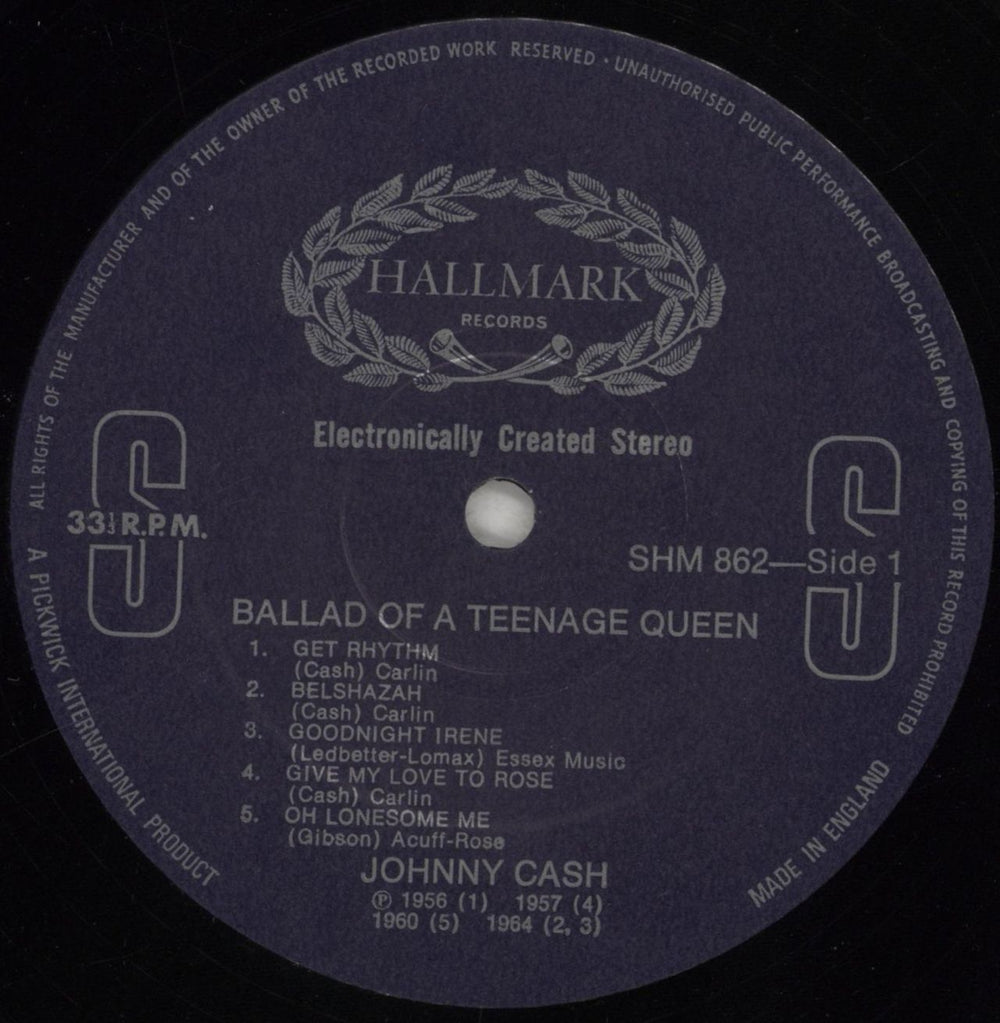 ALL RIGHTS OF THE MANUFACTURER AND OF THE OWNER OF THE RECORDED WORK RESERVED · UNAUTHORISED PUBLIC PERFORMANCE BROADCASTING AND COPYING OF THIS RECORD PROHIBITED
HALLMARK
RECORDS
Electronically Created Stereo
S
33⅓ R.P.M.
S
SHM 862—Side 1
BALLAD OF A TEENAGE QUEEN
1. GET RHYTHM
(Cash) Carlin
2. BELSHAZAH
(Cash) Carlin
3. GOODNIGHT IRENE
(Ledbetter-Lomax) Essex Music
4. GIVE MY LOVE TO ROSE
(Cash) Carlin
5. OH LONESOME ME
(Gibson) Acuff-Rose
JOHNNY CASH
℗ 1956 (1) 1957 (4)
1960 (5) 1964 (2, 3)
A PICKWICK INTERNATIONAL PRODUCT
MADE IN ENGLAND